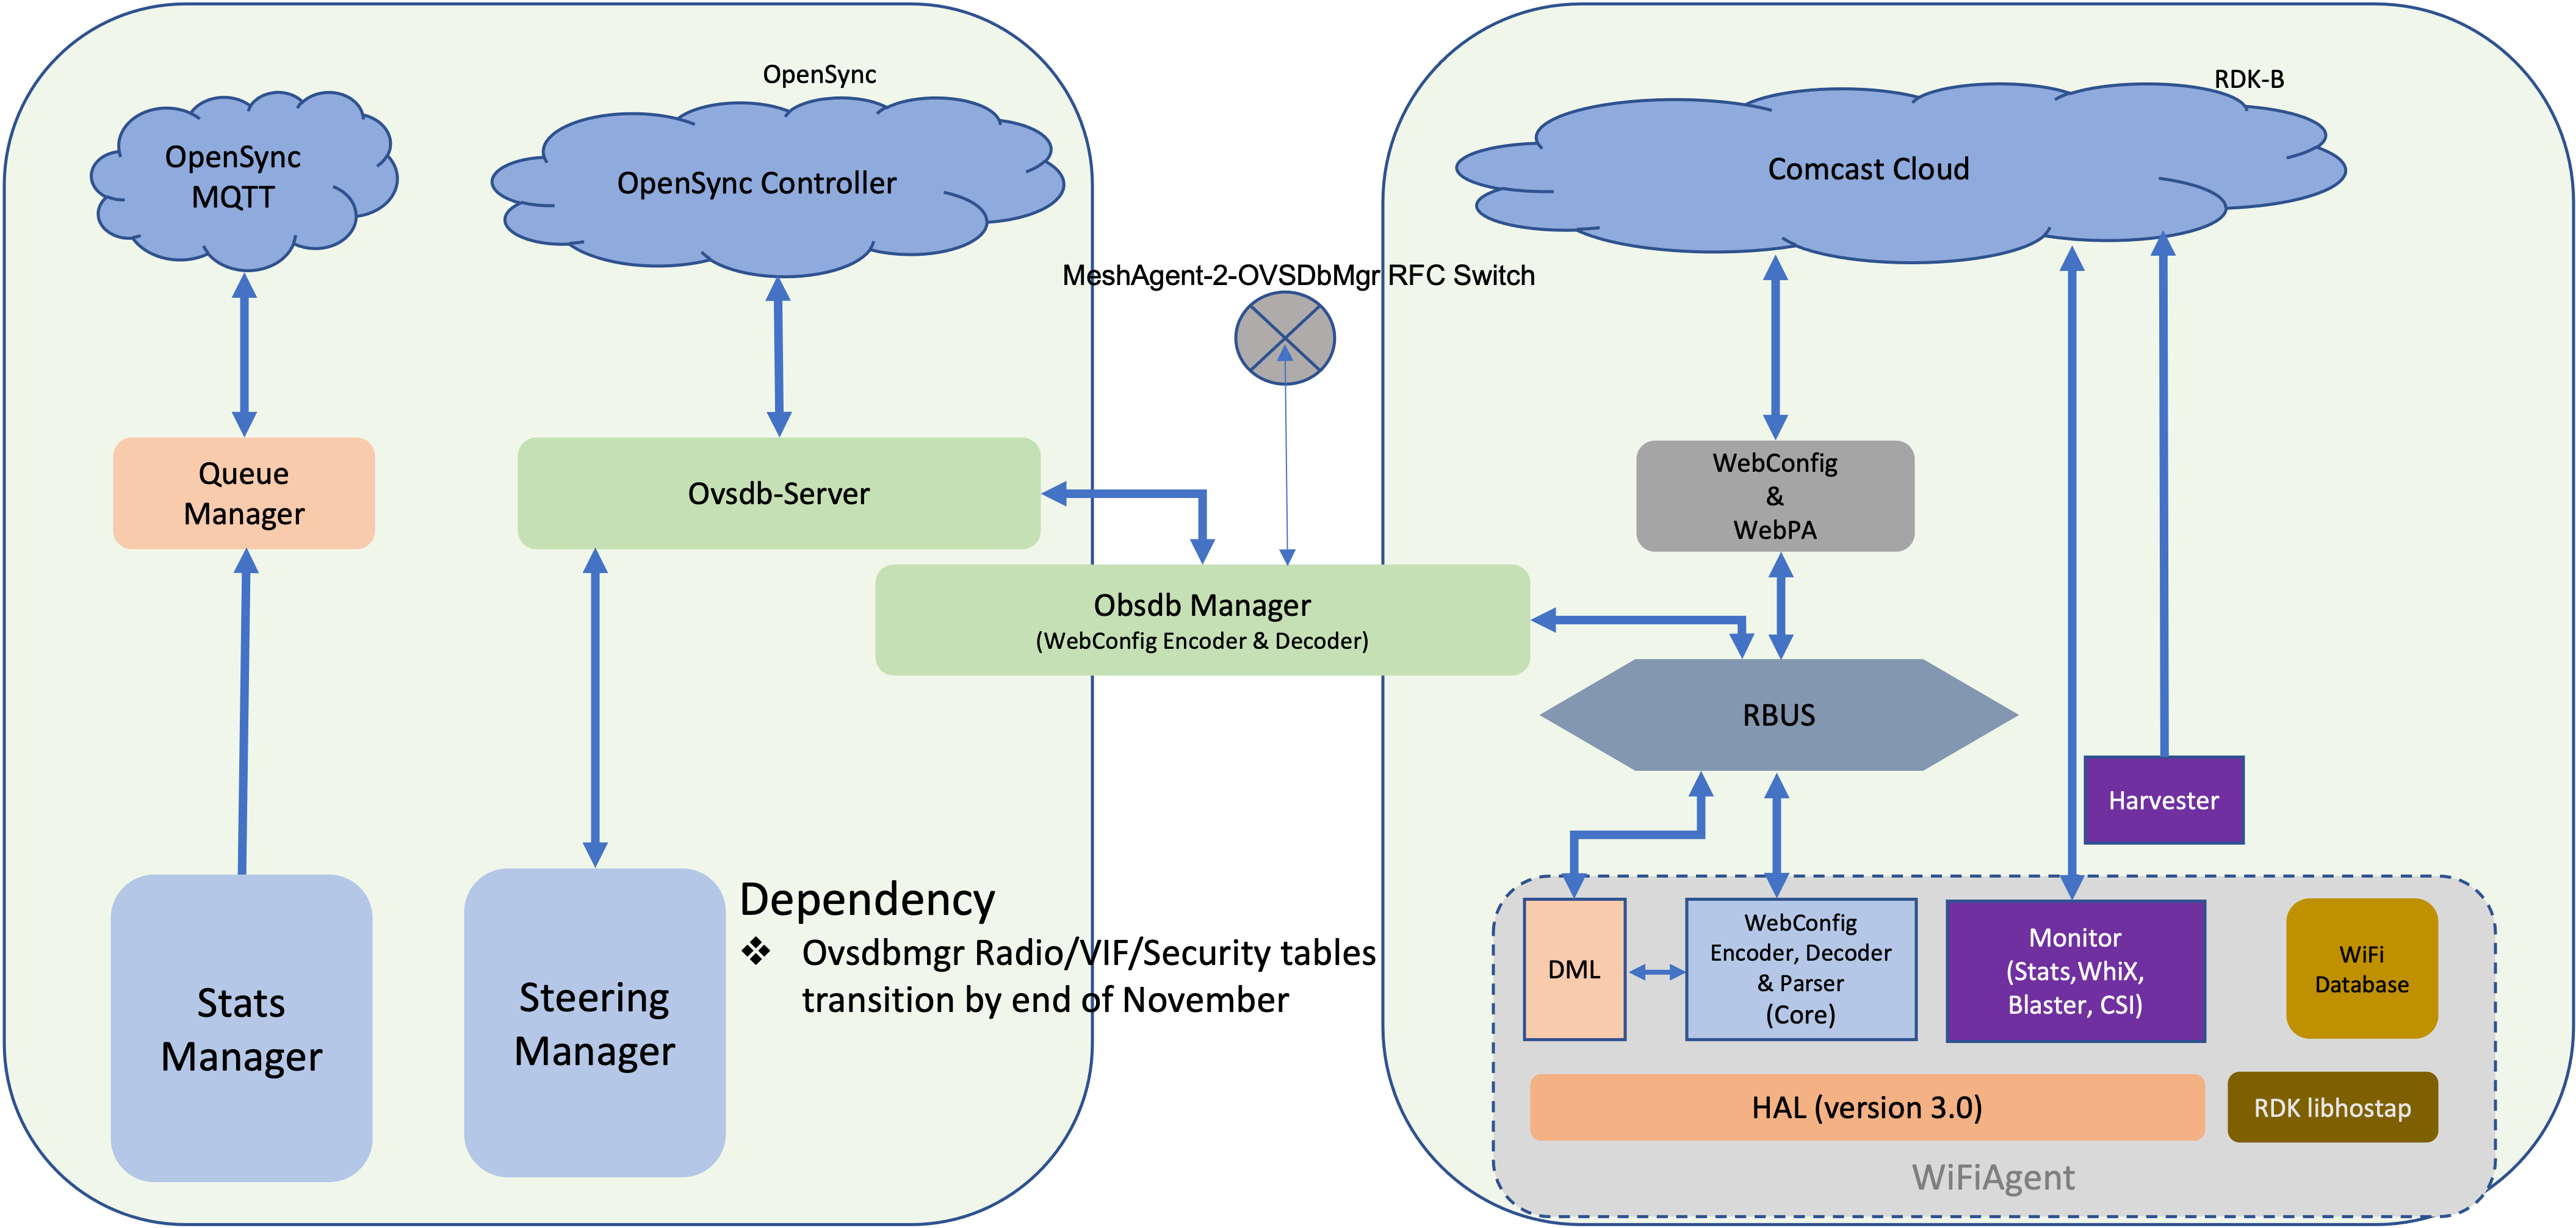 OpenSync
RDK-B
OpenSync
MQTT
OpenSync Controller
Comcast Cloud
MeshAgent-2-OVSDbMgr RFC Switch
Queue
Manager
Ovsdb-Server
WebConfig
&
WebPA
Obsdb Manager
(WebConfig Encoder & Decoder)
RBUS
Harvester
Stats
Manager
Steering
Manager
Dependency
❖ Ovsdbmgr Radio/VIF/Security tables
transition by end of November
DML
WebConfig
Encoder, Decoder
& Parser
(Core)
Monitor
(Stats,WhiX,
Blaster, CSI)
WiFi
Database
HAL (version 3.0)
RDK libhostap
WiFiAgent